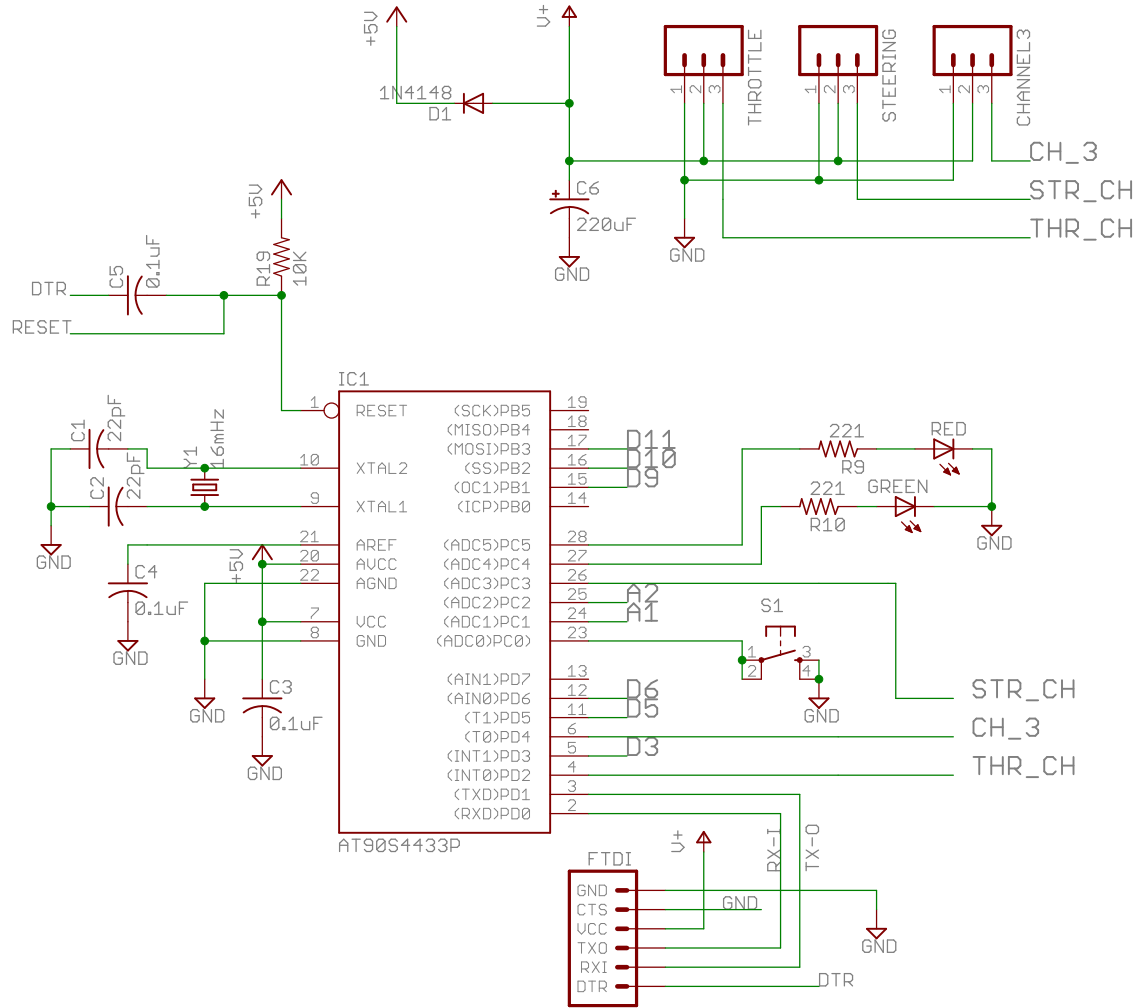 +5V
V+
1N4148
D1
THROTTLE
STEERING
CHANNEL3
1 2 3
1 2 3
1 2 3
CH_3
STR_CH
THR_CH
C6
220uF
GND
GND
+5V
R19
10K
C5
0.1uF
DTR
RESET
IC1
1 RESET
10 XTAL2
9 XTAL1
21 AREF
20 AVCC
22 AGND
7 VCC
8 GND
(SCK)PB5 19
(MISO)PB4 18
(MOSI)PB3 17 D11
(SS)PB2 16 D10
(OC1)PB1 15 D9
(ICP)PB0 14
(ADC5)PC5 28
(ADC4)PC4 27
(ADC3)PC3 26
(ADC2)PC2 25 A2
(ADC1)PC1 24 A1
(ADC0)PC0) 23
(AIN1)PD7 13
(AIN0)PD6 12 D6
(T1)PD5 11 D5
(T0)PD4 6
(INT1)PD3 5 D3
(INT0)PD2 4
(TXD)PD1 3
(RXD)PD0 2
AT90S4433P
C1
22pF
C2
22pF
Y1
16mHz
GND
C4
0.1uF
GND
+5V
GND
C3
0.1uF
GND
221
R9
RED
221
R10
GREEN
GND
S1
1 3
2 4
GND
STR_CH
CH_3
THR_CH
V+
RX-I
TX-O
FTDI
GND
CTS GND
VCC
TXO
RXI
DTR DTR
GND